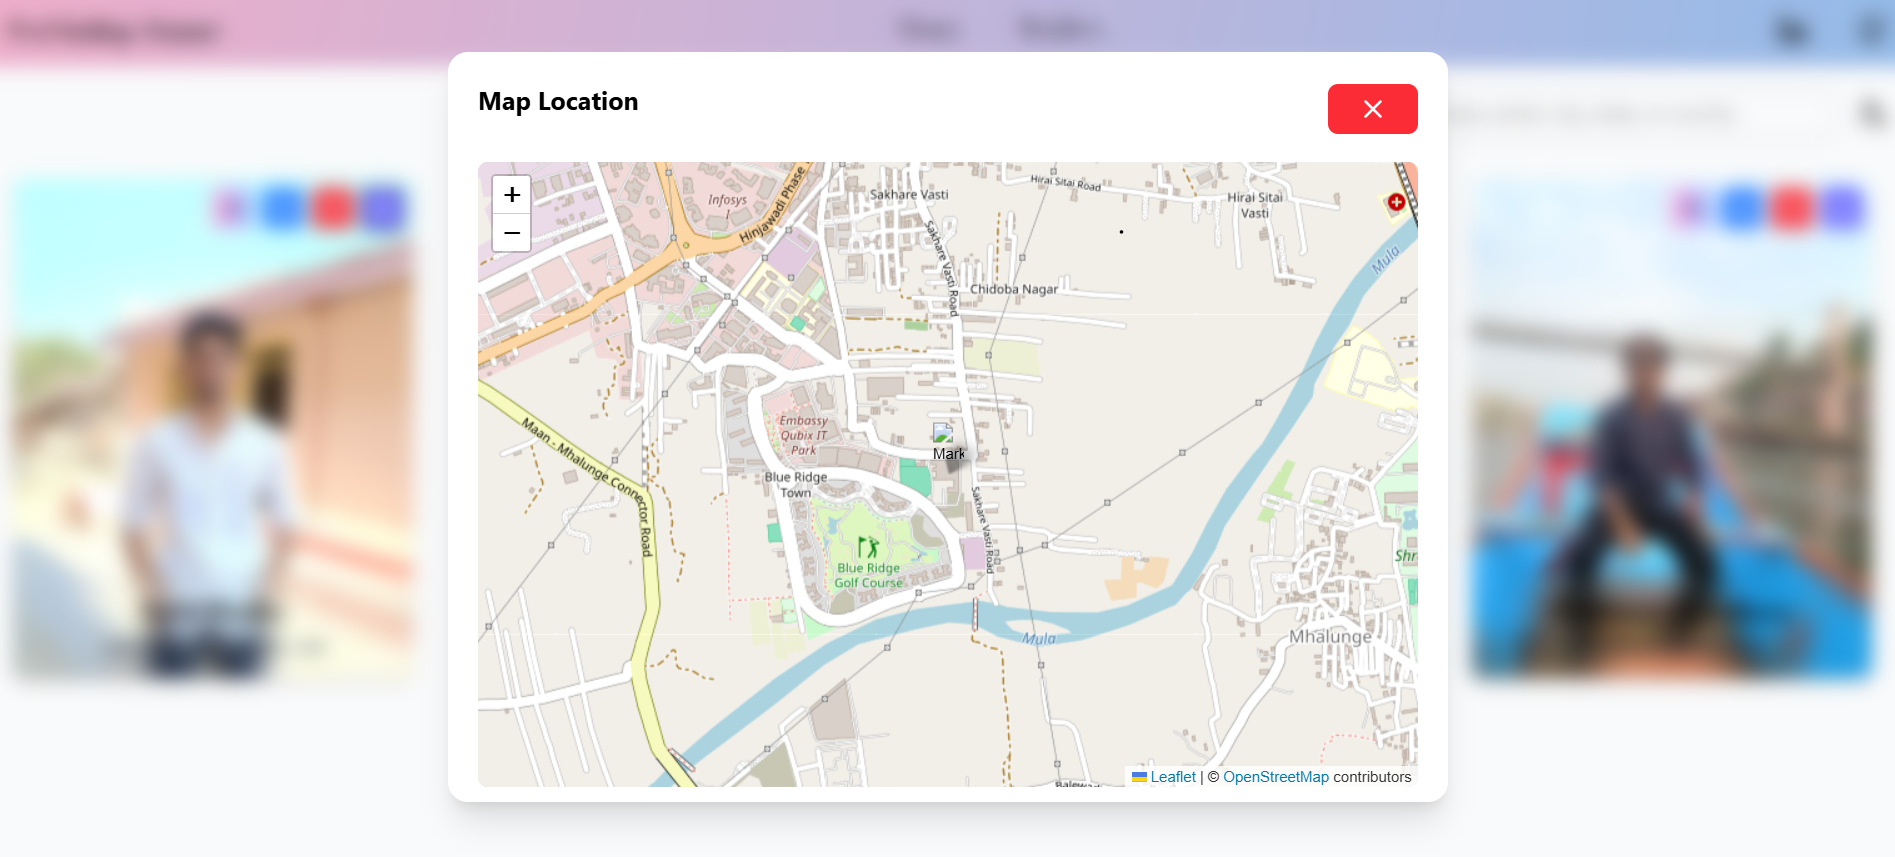 Map Location
+
−
Infosys
I
Hinjawadi Phase
Sakhare Vasti
Sakhare Vasti Road
Hirai Sitai Road
Hirai Sitai
Vasti
Mula
Chidoba Nagar
Embassy
Qubix IT
Park
Mark
Maan - Mhalunge Connector Road
Blue Ridge
Town
Sakhare Vasti Road
Blue Ridge
Golf Course
Shr
Mula
Mhalunge
Leaflet | © OpenStreetMap contributors